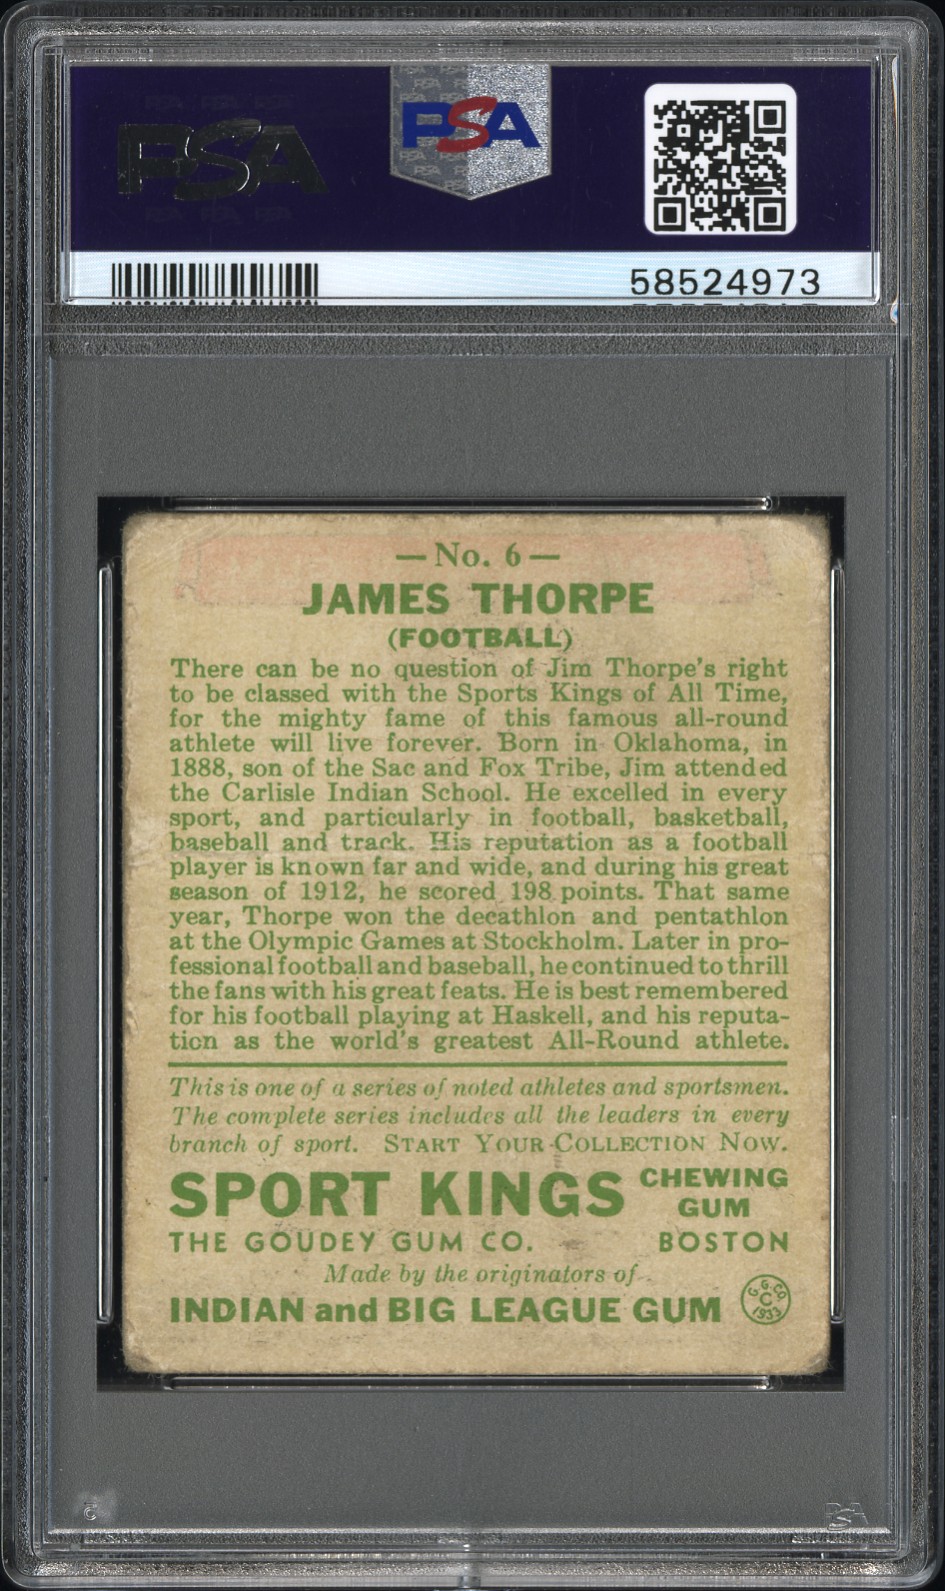 PSA
PSA
58524973
— No. 6 —
JAMES THORPE
(FOOTBALL)
There can be no question of Jim Thorpe's right
to be classed with the Sports Kings of All Time,
for the mighty fame of this famous all-round
athlete will live forever. Born in Oklahoma, in
1888, son of the Sac and Fox Tribe, Jim attended
the Carlisle Indian School. He excelled in every
sport, and particularly in football, basketball,
baseball and track. His reputation as a football
player is known far and wide, and during his great
season of 1912, he scored 198 points. That same
year, Thorpe won the decathlon and pentathlon
at the Olympic Games at Stockholm. Later in pro-
fessional football and baseball, he continued to thrill
the fans with his great feats. He is best remembered
for his football playing at Haskell, and his reputa-
tion as the world's greatest All-Round athlete.
This is one of a series of noted athletes and sportsmen.
The complete series includes all the leaders in every
branch of sport. START YOUR COLLECTION NOW.
SPORT KINGS CHEWING GUM
THE GOUDEY GUM CO. BOSTON
Made by the originators of
INDIAN and BIG LEAGUE GUM
G. G. CO.
C
1933
PSA